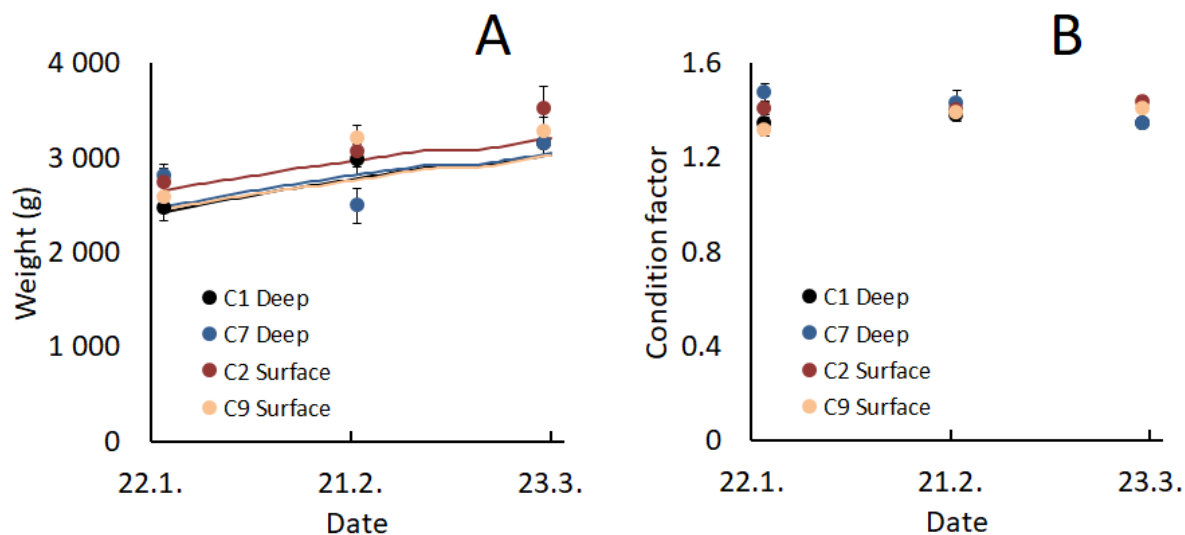 A
4 000
3 000
2 000
1 000
0
Weight (g)
C1 Deep
C7 Deep
C2 Surface
C9 Surface
22.1.
21.2.
23.3.
Date
B
1.6
1.2
0.8
0.4
0
Condition factor
C1 Deep
C7 Deep
C2 Surface
C9 Surface
22.1.
21.2.
23.3.
Date